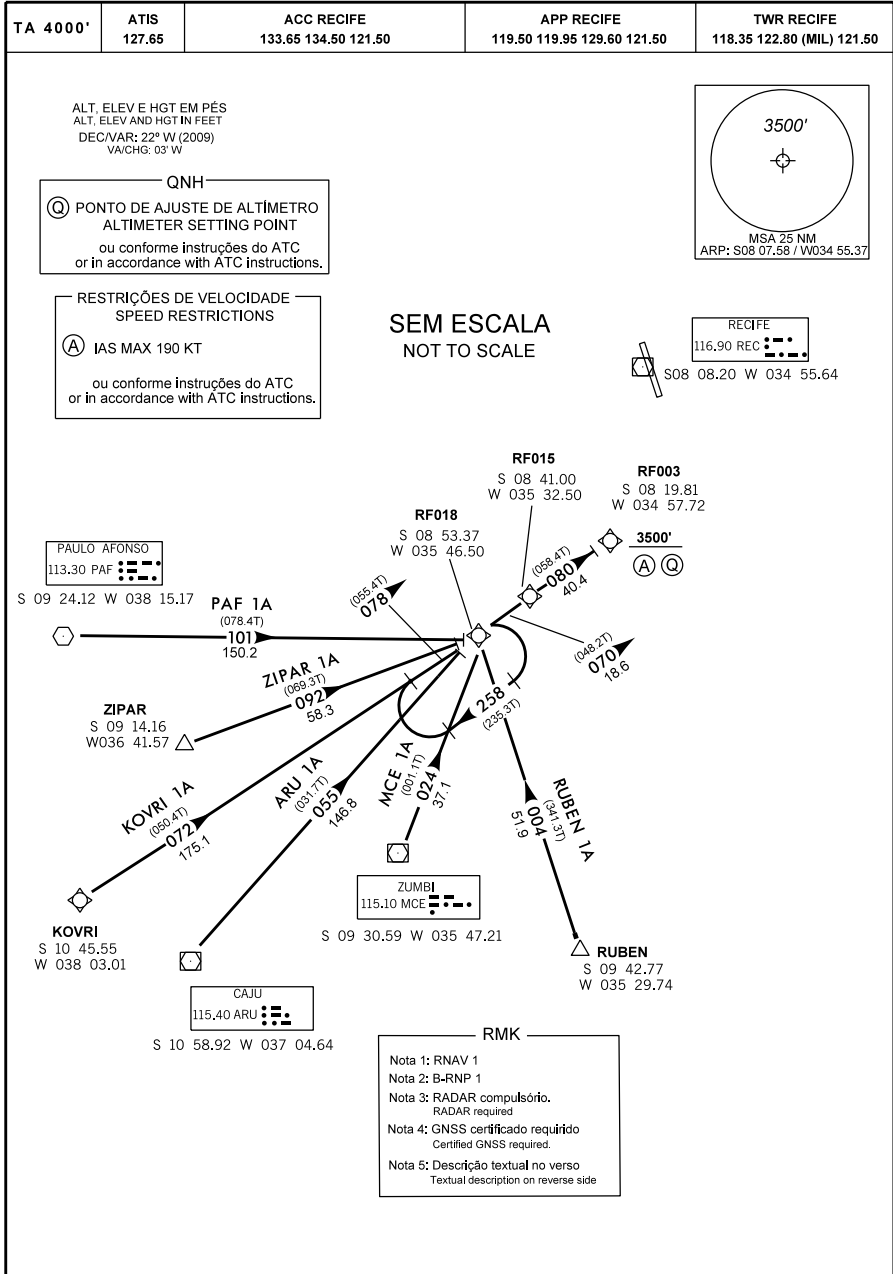 TA 4000'
ATIS
127.65
ACC RECIFE
133.65 134.50 121.50
APP RECIFE
119.50 119.95 129.60 121.50
TWR RECIFE
118.35 122.80 (MIL) 121.50
ALT, ELEV E HGT EM PÉS
ALT, ELEV AND HGT IN FEET
DEC/VAR: 22º W (2009)
VA/CHG: 03' W
QNH
Q PONTO DE AJUSTE DE ALTÍMETRO
ALTIMETER SETTING POINT
ou conforme instruções do ATC
or in accordance with ATC instructions.
RESTRIÇÕES DE VELOCIDADE
SPEED RESTRICTIONS
A IAS MAX 190 KT
ou conforme instruções do ATC
or in accordance with ATC instructions.
3500'
MSA 25 NM
ARP: S08 07.58 / W034 55.37
SEM ESCALA
NOT TO SCALE
RECIFE
116.90 REC
S08 08.20 W 034 55.64
RF015
S 08 41.00
W 035 32.50
RF003
S 08 19.81
W 034 57.72
3500'
A Q
RF018
S 08 53.37
W 035 46.50
(058.4T)
080
40.4
(048.2T)
070
18.6
(055.4T)
078
258
(235.3T)
PAULO AFONSO
113.30 PAF
S 09 24.12 W 038 15.17
PAF 1A
(078.4T)
101
150.2
ZIPAR 1A
(069.3T)
092
58.3
ZIPAR
S 09 14.16
W036 41.57
KOVRI 1A
(050.4T)
072
175.1
KOVRI
S 10 45.55
W 038 03.01
ARU 1A
(031.7T)
055
146.8
CAJU
115.40 ARU
S 10 58.92 W 037 04.64
MCE 1A
(001.1T)
024
37.1
ZUMBI
115.10 MCE
S 09 30.59 W 035 47.21
RUBEN 1A
(341.3T)
004
51.9
RUBEN
S 09 42.77
W 035 29.74
RMK
Nota 1: RNAV 1
Nota 2: B-RNP 1
Nota 3: RADAR compulsório.
RADAR required
Nota 4: GNSS certificado requirido
Certified GNSS required.
Nota 5: Descrição textual no verso
Textual description on reverse side